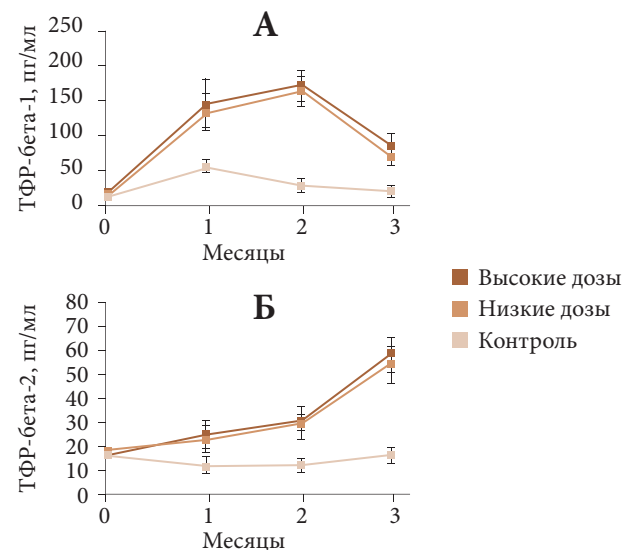 А
ТФР-бета-1, пг/мл
250
200
150
100
50
0
0 1 2 3
Месяцы
Б
ТФР-бета-2, пг/мл
80
70
60
50
40
30
20
10
0
0 1 2 3
Месяцы
Высокие дозы
Низкие дозы
Контроль